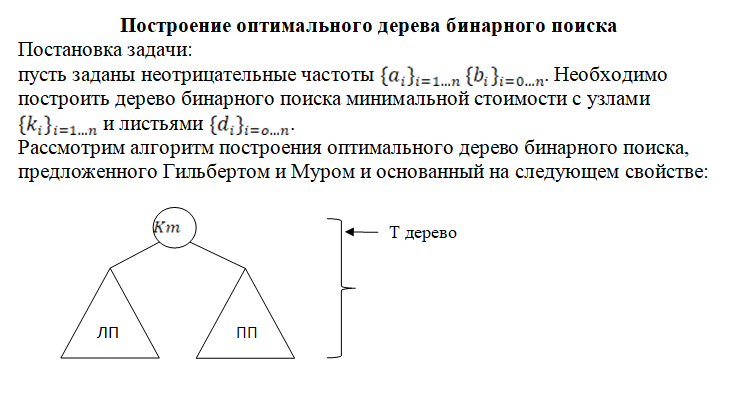 Построение оптимального дерева бинарного поиска
Постановка задачи:
пусть заданы неотрицательные частоты {aᵢ}ᵢ₌₁…ₙ {bᵢ}ᵢ₌₀…ₙ. Необходимо
построить дерево бинарного поиска минимальной стоимости с узлами
{kᵢ}ᵢ₌₁…ₙ и листьями {dᵢ}ᵢ₌ₒ…ₙ.
Рассмотрим алгоритм построения оптимального дерево бинарного поиска,
предложенного Гильбертом и Муром и основанный на следующем свойстве:
Km
Т дерево
ЛП
ПП